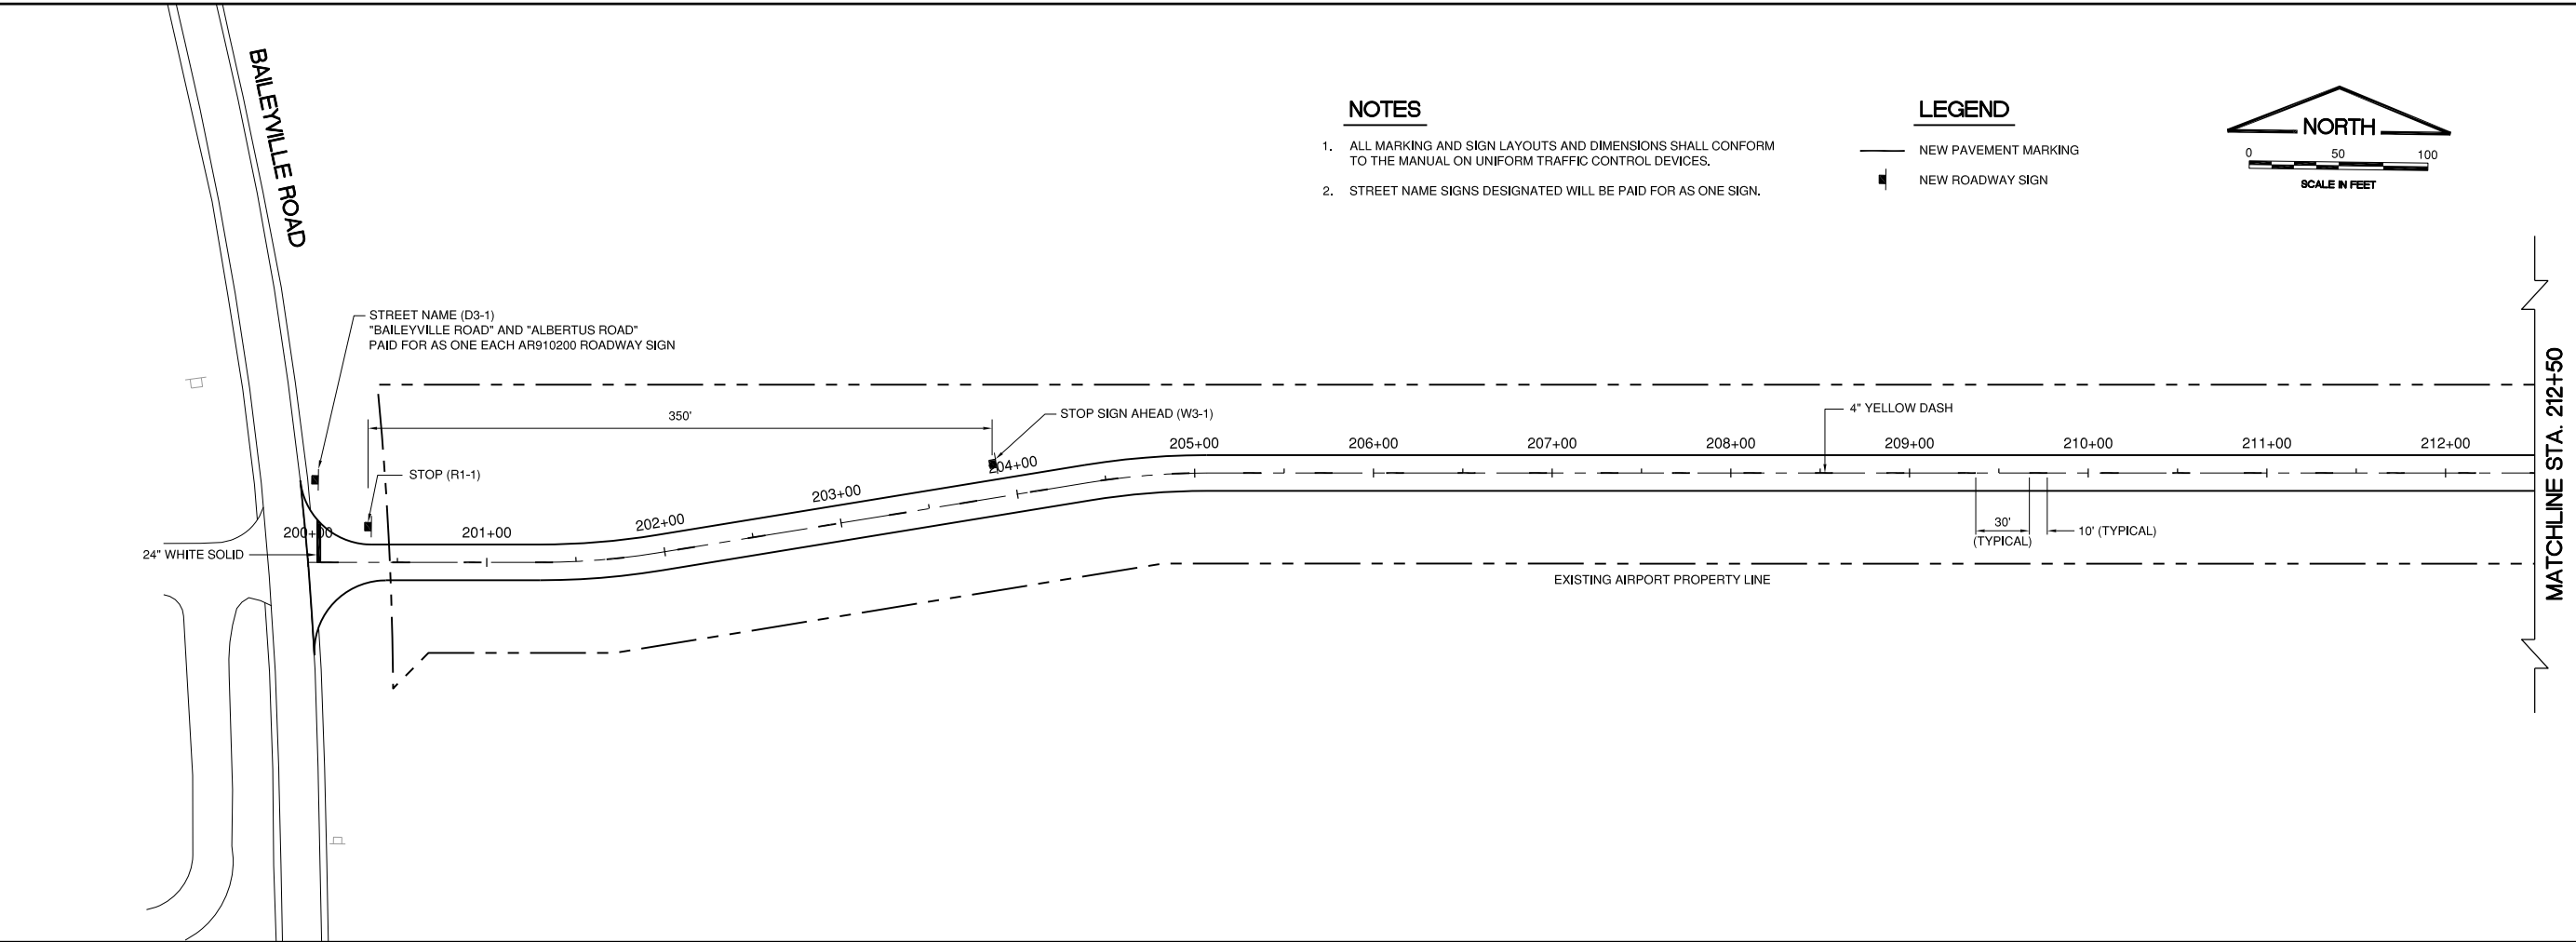 BAILEYVILLE ROAD
NOTES
1. ALL MARKING AND SIGN LAYOUTS AND DIMENSIONS SHALL CONFORM
TO THE MANUAL ON UNIFORM TRAFFIC CONTROL DEVICES.
2. STREET NAME SIGNS DESIGNATED WILL BE PAID FOR AS ONE SIGN.
LEGEND
NEW PAVEMENT MARKING
NEW ROADWAY SIGN
NORTH
0 50 100
SCALE IN FEET
STREET NAME (D3-1)
"BAILEYVILLE ROAD" AND "ALBERTUS ROAD"
PAID FOR AS ONE EACH AR910200 ROADWAY SIGN
350'
STOP SIGN AHEAD (W3-1)
4" YELLOW DASH
STOP (R1-1)
24" WHITE SOLID
200+00
201+00
202+00
203+00
204+00
205+00
206+00
207+00
208+00
209+00
210+00
211+00
212+00
30'
(TYPICAL)
10' (TYPICAL)
EXISTING AIRPORT PROPERTY LINE
MATCHLINE STA. 212+50